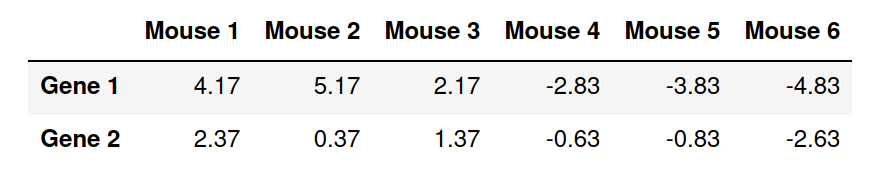 Mouse 1 Mouse 2 Mouse 3 Mouse 4 Mouse 5 Mouse 6
Gene 1 4.17 5.17 2.17 -2.83 -3.83 -4.83
Gene 2 2.37 0.37 1.37 -0.63 -0.83 -2.63